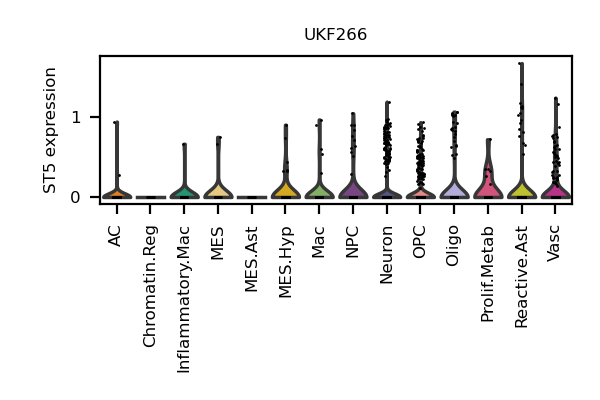 UKF266
ST5 expression
1
0
AC
Chromatin.Reg
Inflammatory.Mac
MES
MES.Ast
MES.Hyp
Mac
NPC
Neuron
OPC
Oligo
Prolif.Metab
Reactive.Ast
Vasc